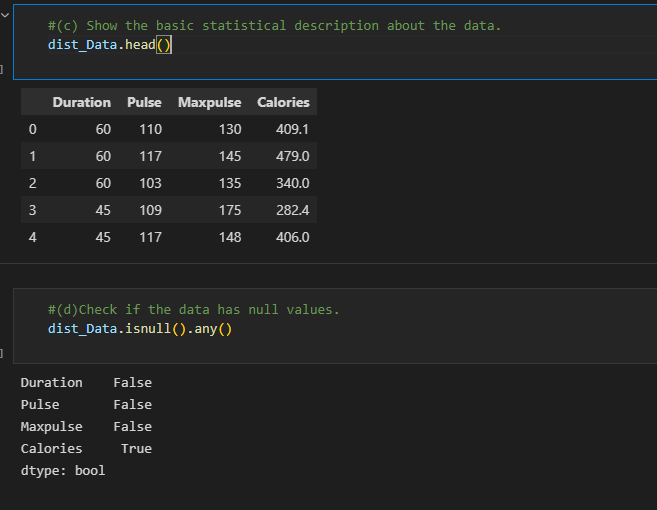 #(c) Show the basic statistical description about the data.
dist_Data.head()
]
Duration Pulse Maxpulse Calories
0 60 110 130 409.1
1 60 117 145 479.0
2 60 103 135 340.0
3 45 109 175 282.4
4 45 117 148 406.0
#(d)Check if the data has null values.
dist_Data.isnull().any()
]
Duration False
Pulse False
Maxpulse False
Calories True
dtype: bool